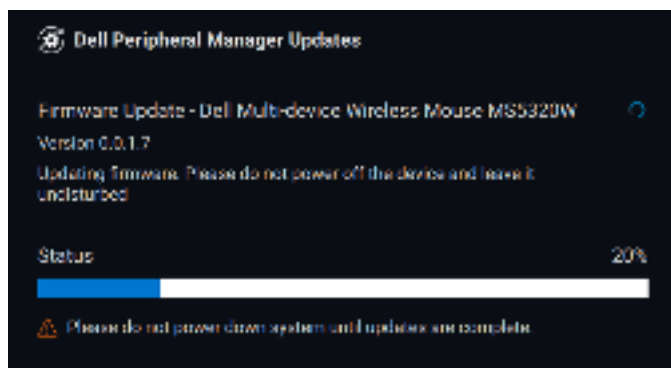 Dell Peripheral Manager Updates
Firmware Update - Dell Multi-device Wireless Mouse MS5320W
Version 0.0.1.7
Updating firmware. Please do not power off the device and leave it
undisturbed
Status
20%
Please do not power down system until updates are complete.